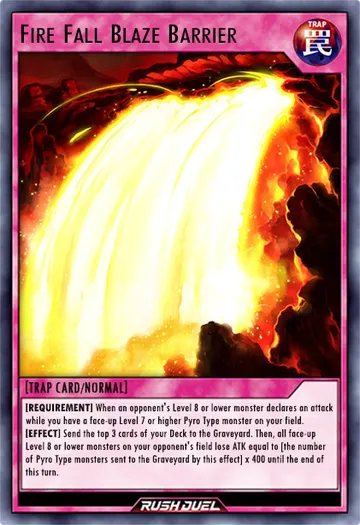 Fire Fall Blaze Barrier
TRAP
罠
[TRAP CARD/NORMAL]
[REQUIREMENT] When an opponent's Level 8 or lower monster declares an attack
while you have a face-up Level 7 or higher Pyro Type monster on your field.
[EFFECT] Send the top 3 cards of your Deck to the Graveyard. Then, all face-up
Level 8 or lower monsters on your opponent's field lose ATK equal to [the number
of Pyro Type monsters sent to the Graveyard by this effect] x 400 until the end of
this turn.
RUSH DUEL